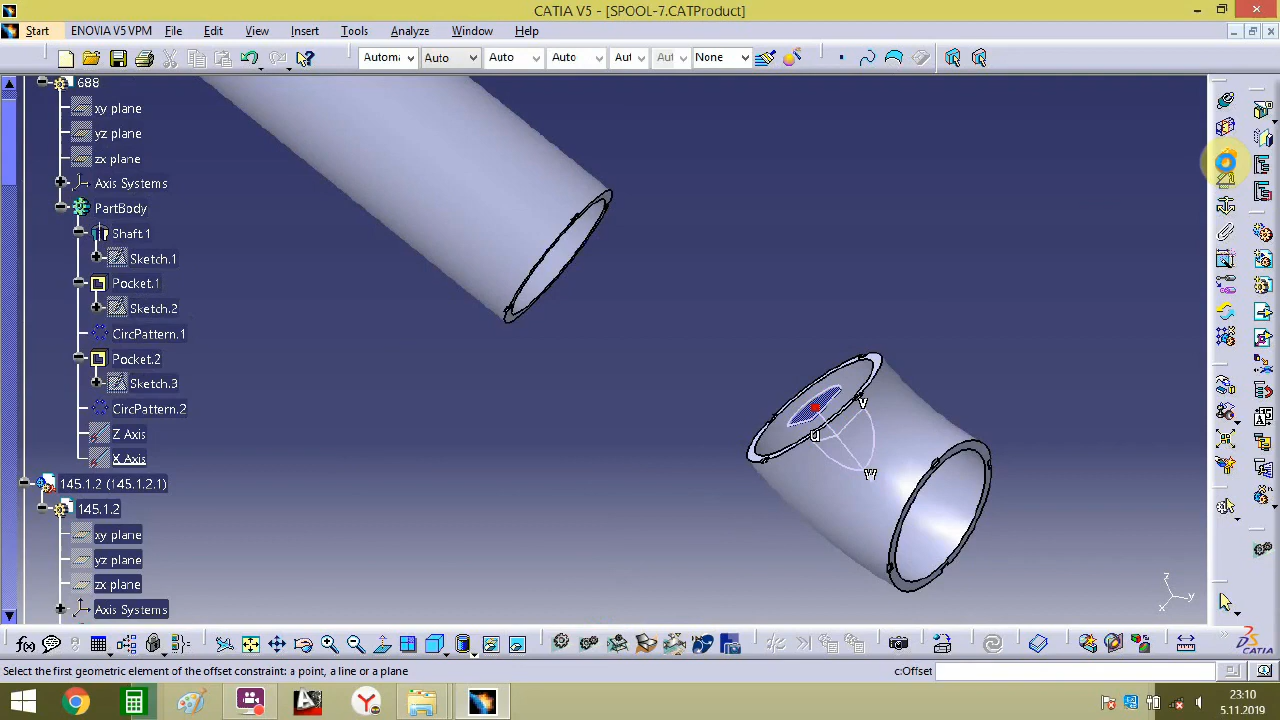 CATIA V5 - [SPOOL-7.CATProduct]
Start ENOVIA V5 VPM File Edit View Insert Tools Analyze Window Help
Automa Auto Auto Auto Aut Aut None
688
xy plane
yz plane
zx plane
Axis Systems
PartBody
Shaft.1
Sketch.1
Pocket.1
Sketch.2
CircPattern.1
Pocket.2
Sketch.3
CircPattern.2
Z Axis
X Axis
145.1.2 (145.1.2.1)
145.1.2
xy plane
yz plane
zx plane
Axis Systems
v
u
w
z
y
x
CATIA
Select the first geometric element of the offset constraint: a point, a line or a plane
c:Offset
23:10
5.11.2019